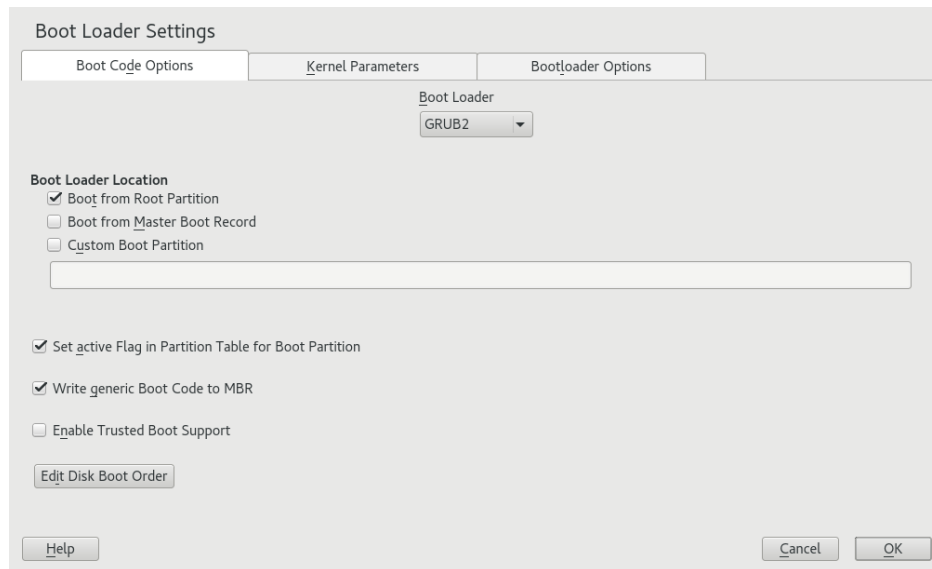 Boot Loader Settings
Boot Code Options
Kernel Parameters
Bootloader Options
Boot Loader
GRUB2
Boot Loader Location
Boot from Root Partition
Boot from Master Boot Record
Custom Boot Partition
Set active Flag in Partition Table for Boot Partition
Write generic Boot Code to MBR
Enable Trusted Boot Support
Edit Disk Boot Order
Help
Cancel
OK